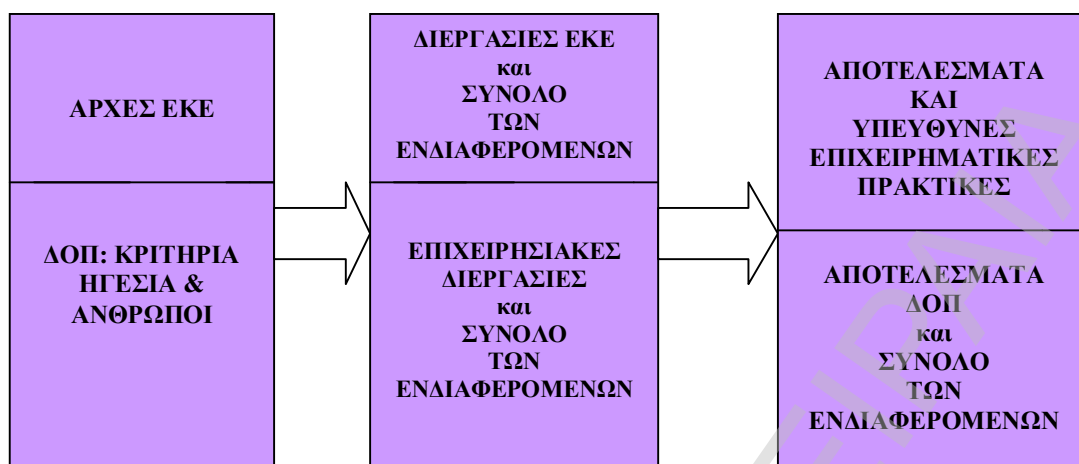 ΑΡΧΕΣ ΕΚΕ
ΔΟΠ: ΚΡΙΤΗΡΙΑ
ΗΓΕΣΙΑ &
ΑΝΘΡΩΠΟΙ
ΔΙΕΡΓΑΣΙΕΣ ΕΚΕ
και
ΣΥΝΟΛΟ
ΤΩΝ
ΕΝΔΙΑΦΕΡΟΜΕΝΩΝ
ΕΠΙΧΕΙΡΗΣΙΑΚΕΣ
ΔΙΕΡΓΑΣΙΕΣ
και
ΣΥΝΟΛΟ
ΤΩΝ
ΕΝΔΙΑΦΕΡΟΜΕΝΩΝ
ΑΠΟΤΕΛΕΣΜΑΤΑ
ΚΑΙ
ΥΠΕΥΘΥΝΕΣ
ΕΠΙΧΕΙΡΗΜΑΤΙΚΕΣ
ΠΡΑΚΤΙΚΕΣ
ΑΠΟΤΕΛΕΣΜΑΤΑ
ΔΟΠ
και
ΣΥΝΟΛΟ
ΤΩΝ
ΕΝΔΙΑΦΕΡΟΜΕΝΩΝ